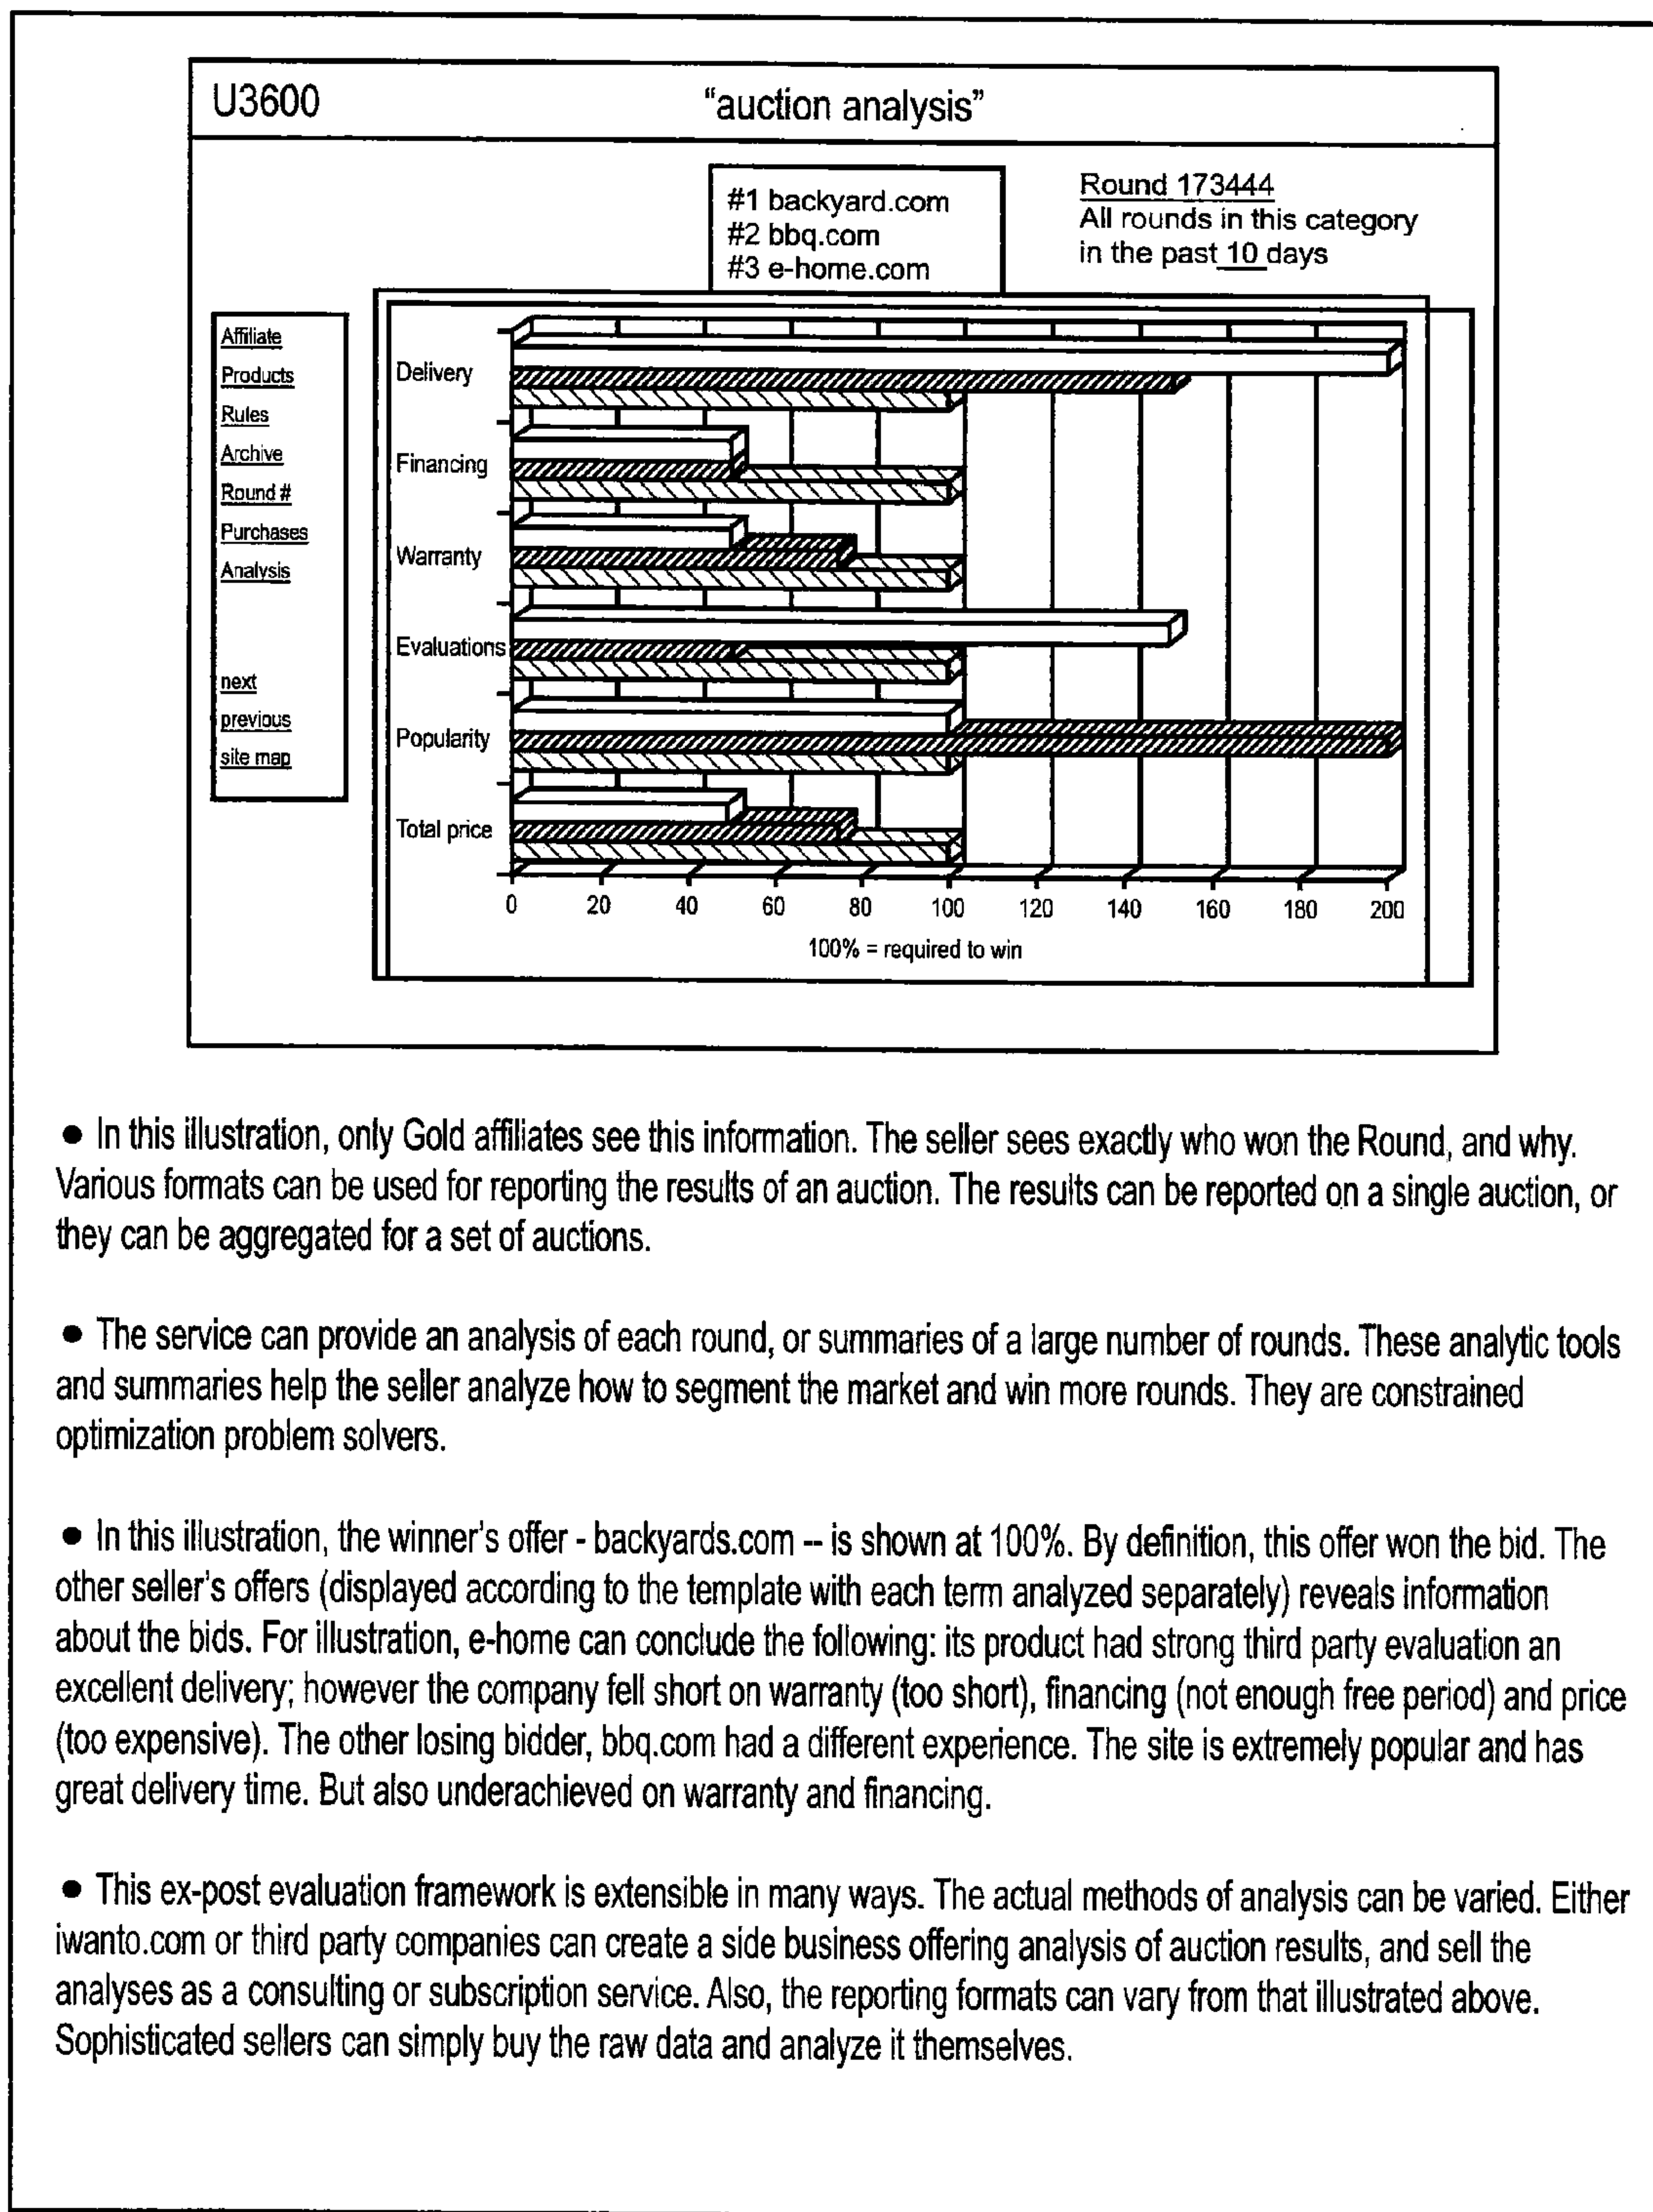 U3600
“auction analysis”
#1 backyard.com
#2 bbq.com
#3 e-home.com
Round 173444
All rounds in this category
in the past 10 days
Affiliate
Products
Rules
Archive
Round #
Purchases
Analysis
next
previous
site map
Delivery
Financing
Warranty
Evaluations
Popularity
Total price
0 20 40 60 80 100 120 140 160 180 200
100% = required to win
● In this illustration, only Gold affiliates see this information. The seller sees exactly who won the Round, and why.
Various formats can be used for reporting the results of an auction. The results can be reported on a single auction, or
they can be aggregated for a set of auctions.
● The service can provide an analysis of each round, or summaries of a large number of rounds. These analytic tools
and summaries help the seller analyze how to segment the market and win more rounds. They are constrained
optimization problem solvers.
● In this illustration, the winner's offer - backyards.com -- is shown at 100%. By definition, this offer won the bid. The
other seller's offers (displayed according to the template with each term analyzed separately) reveals information
about the bids. For illustration, e-home can conclude the following: its product had strong third party evaluation an
excellent delivery; however the company fell short on warranty (too short), financing (not enough free period) and price
(too expensive). The other losing bidder, bbq.com had a different experience. The site is extremely popular and has
great delivery time. But also underachieved on warranty and financing.
● This ex-post evaluation framework is extensible in many ways. The actual methods of analysis can be varied. Either
iwanto.com or third party companies can create a side business offering analysis of auction results, and sell the
analyses as a consulting or subscription service. Also, the reporting formats can vary from that illustrated above.
Sophisticated sellers can simply buy the raw data and analyze it themselves.